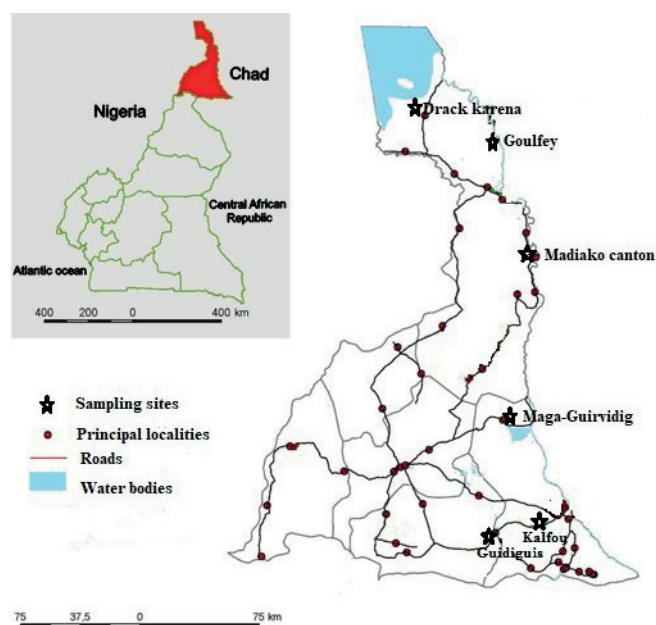 Chad
Nigeria
Central African
Republic
Atlantic ocean
400 200 0 400 km
Drack karena
Goulfey
Madiako canton
Maga-Guirvidig
Kalfou
Guidiguis
Sampling sites
Principal localities
Roads
Water bodies
75 37,5 0 75 km